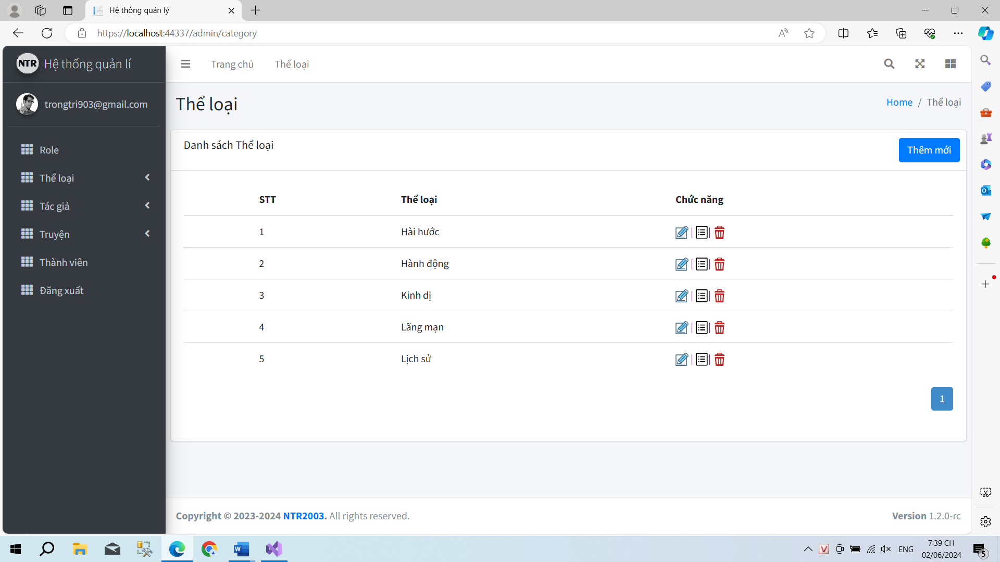 Hệ thống quản lý
https://localhost:44337/admin/category
NTR Hệ thống quản lí
Trang chủ Thể loại
trongtri903@gmail.com
Thể loại
Home / Thể loại
Role
Thể loại
Tác giả
Truyện
Thành viên
Đăng xuất
Danh sách Thể loại
Thêm mới
STT Thể loại Chức năng
1 Hài hước
2 Hành động
3 Kinh dị
4 Lãng mạn
5 Lịch sử
1
Copyright © 2023-2024 NTR2003. All rights reserved.
Version 1.2.0-rc
ENG
7:39 CH
02/06/2024
5